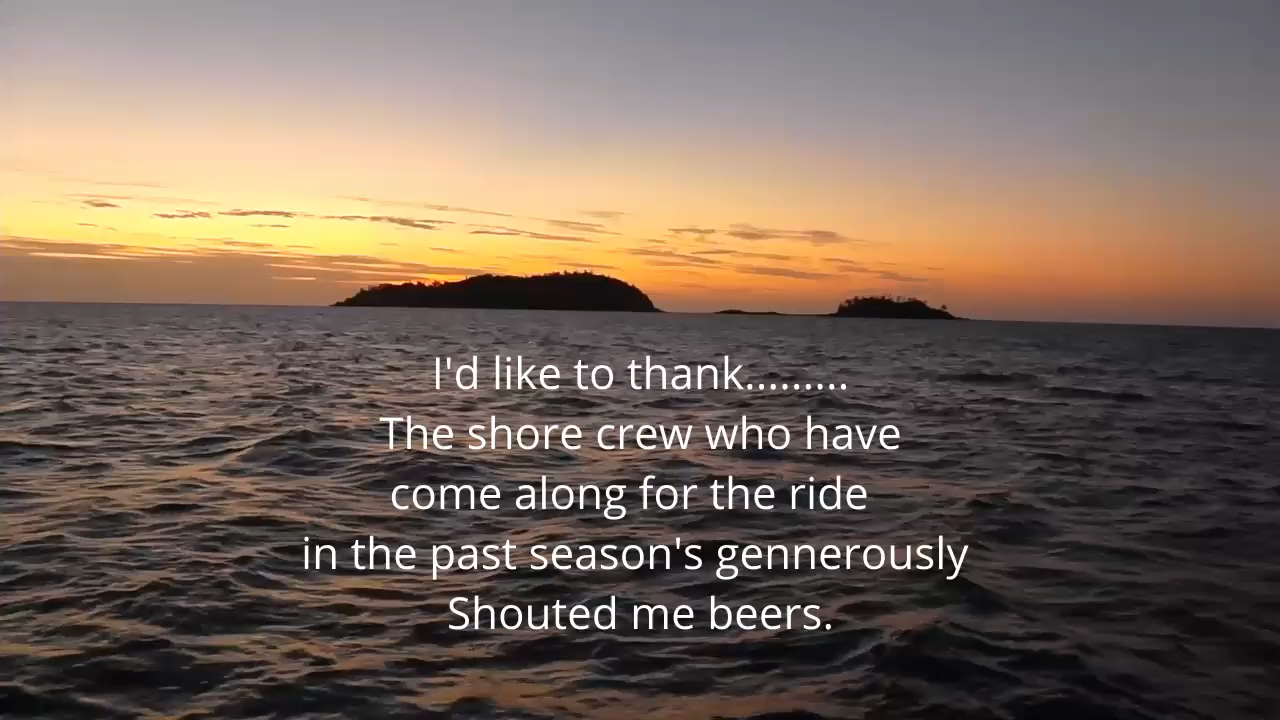 I'd like to thank.........
The shore crew who have
come along for the ride
in the past season's gennerously
Shouted me beers.